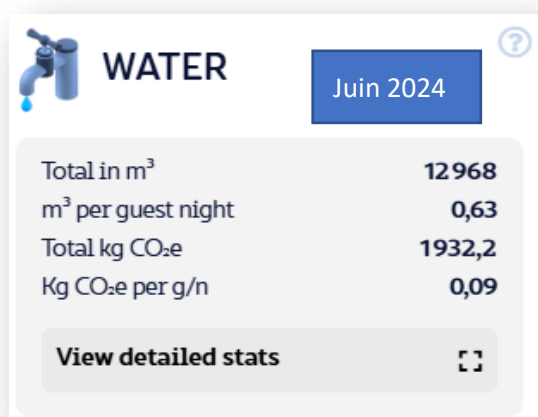 WATER
Juin 2024
Total in m³ 12 968
m³ per guest night 0,63
Total kg CO₂e 1932,2
Kg CO₂e per g/n 0,09
View detailed stats